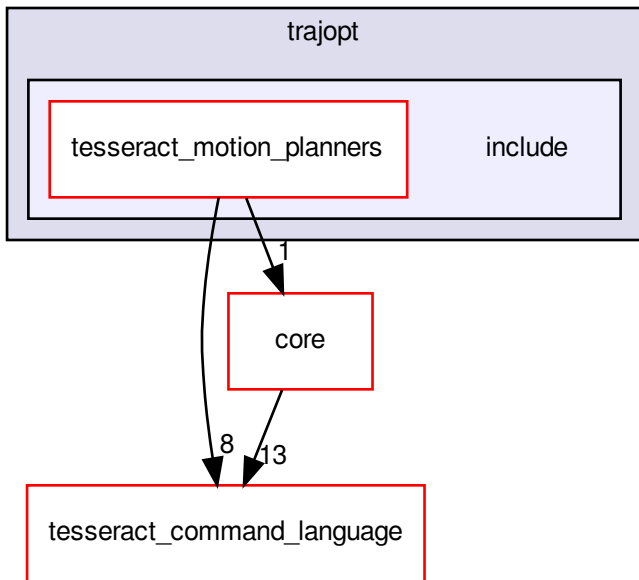 trajopt
tesseract_motion_planners
include
1
core
8
13
tesseract_command_language